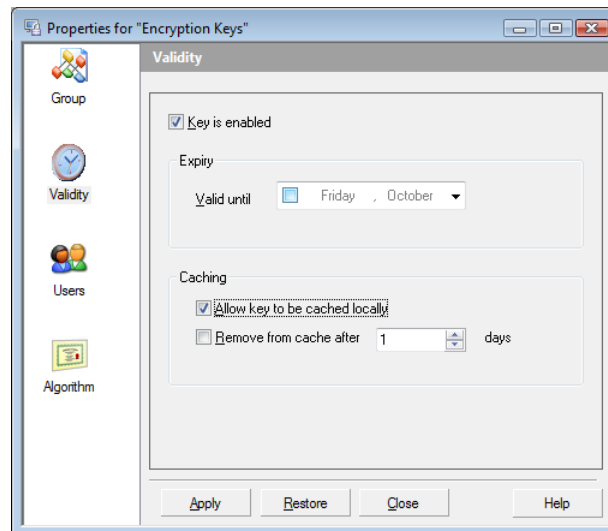 Properties for "Encryption Keys"
Validity
Group
Validity
Users
Algorithm
Key is enabled
Expiry
Valid until Friday , October
Caching
Allow key to be cached locally
Remove from cache after 1 days
Apply Restore Close Help